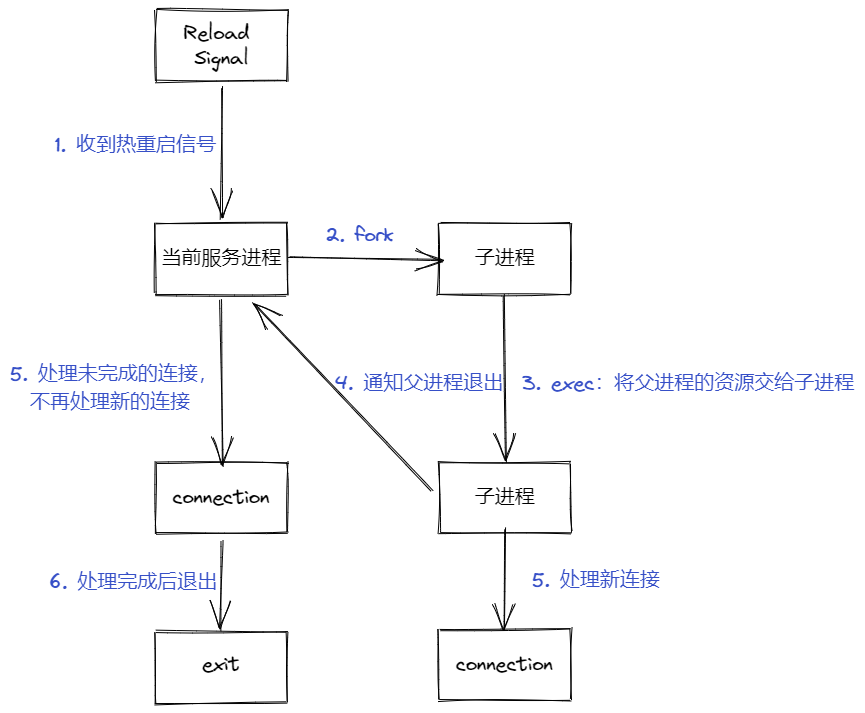 Reload
Signal
1. 收到热重启信号
当前服务进程
2. fork
子进程
5. 处理未完成的连接，
不再处理新的连接
4. 通知父进程退出
3. exec：将父进程的资源交给子进程
connection
子进程
6. 处理完成后退出
5. 处理新连接
exit
connection